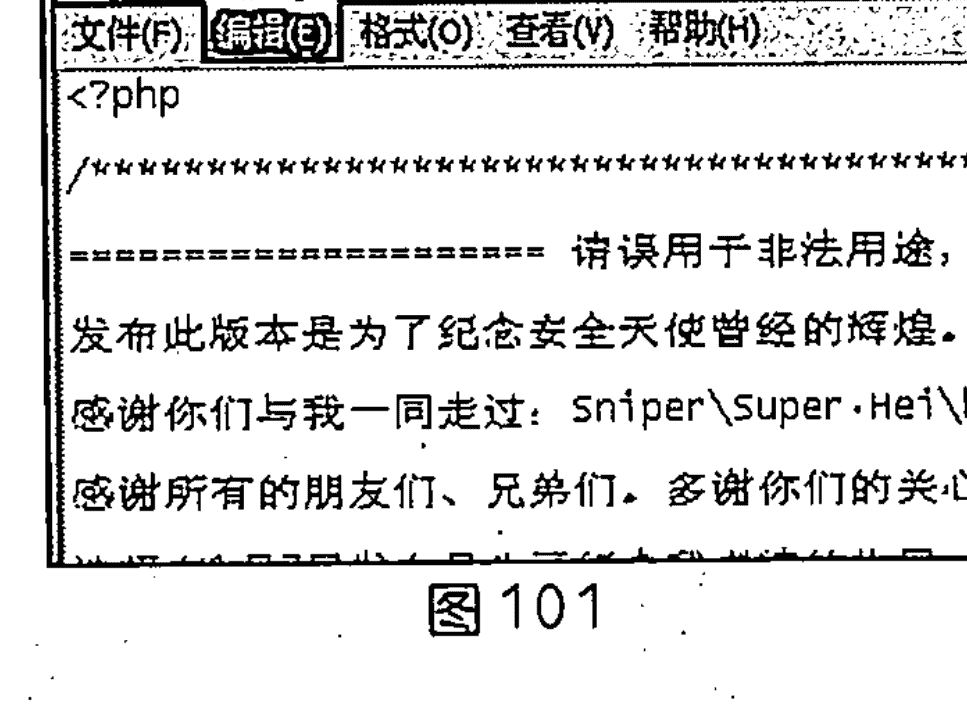 文件(F) 编辑(E) 格式(O) 查看(V) 帮助(H)
<?php
/***************************************
===================== 请误用于非法用途,
发布此版本是为了纪念安全天使曾经的辉煌。
感谢你们与我一同走过: Sniper\Super·Hei\
感谢所有的朋友们、兄弟们。多谢你们的关心
图101